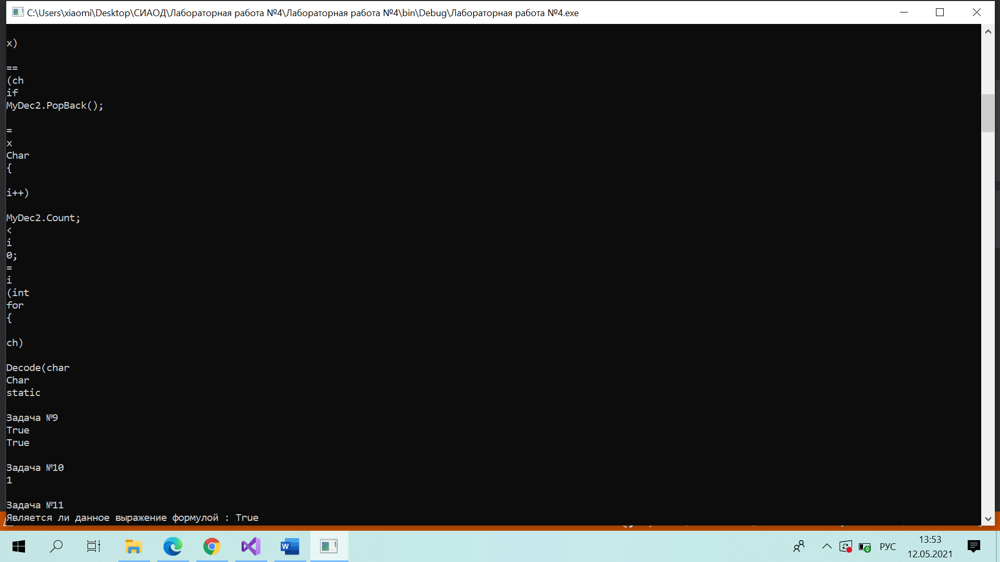 C:\Users\xiaomi\Desktop\СИАОД\Лабораторная работа №4\Лабораторная работа №4\bin\Debug\Лабораторная работа №4.exe
x)
==
(ch
if
MyDec2.PopBack();
=
x
Char
{
i++)
MyDec2.Count;
<
i
0;
=
i
(int
for
{
ch)
Decode(char
Char
static
Задача №9
True
True
Задача №10
1
Задача №11
Является ли данное выражение формулой : True
РУС
13:53
12.05.2021